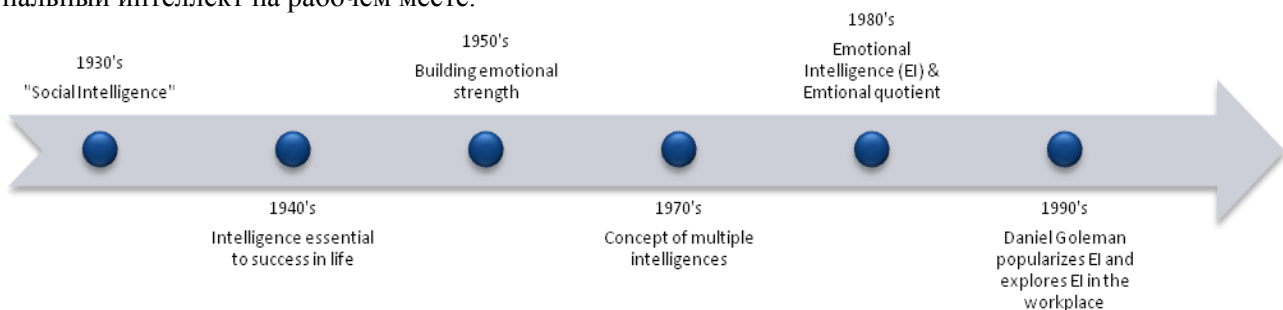 нальный интеллект на рабочем месте.
1930's
"Social Intelligence"
1940's
Intelligence essential
to success in life
1950's
Building emotional
strength
1970's
Concept of multiple
intelligences
1980's
Emotional
Intelligence (EI) &
Emtional quotient
1990's
Daniel Goleman
popularizes EI and
explores EI in the
workplace